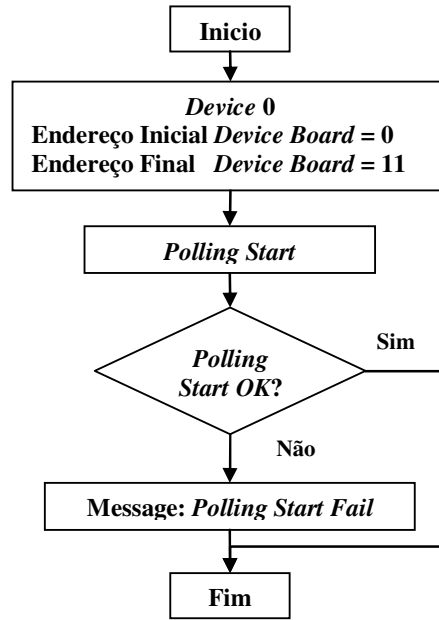 Inicio
Device 0
Endereço Inicial Device Board = 0
Endereço Final Device Board = 11
Polling Start
Polling
Start OK?
Sim
Não
Message: Polling Start Fail
Fim